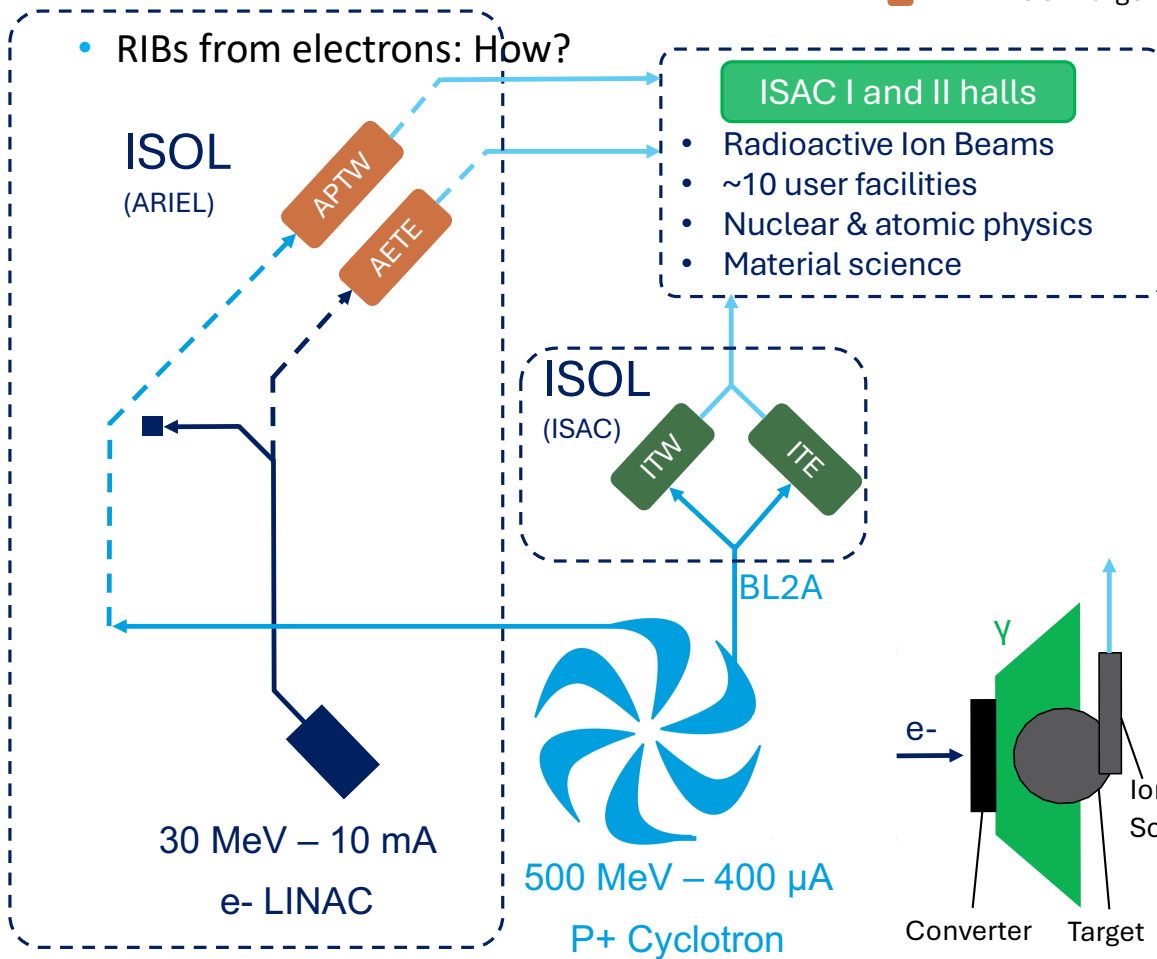 • RIBs from electrons: How?
ISOL
(ARIEL)
APTW
AETE
ISAC I and II halls
• Radioactive Ion Beams
• ~10 user facilities
• Nuclear & atomic physics
• Material science
ISOL
(ISAC)
ITW
ITE
BL2A
30 MeV – 10 mA
e- LINAC
500 MeV – 400 µA
P+ Cyclotron
γ
e-
Converter
Target